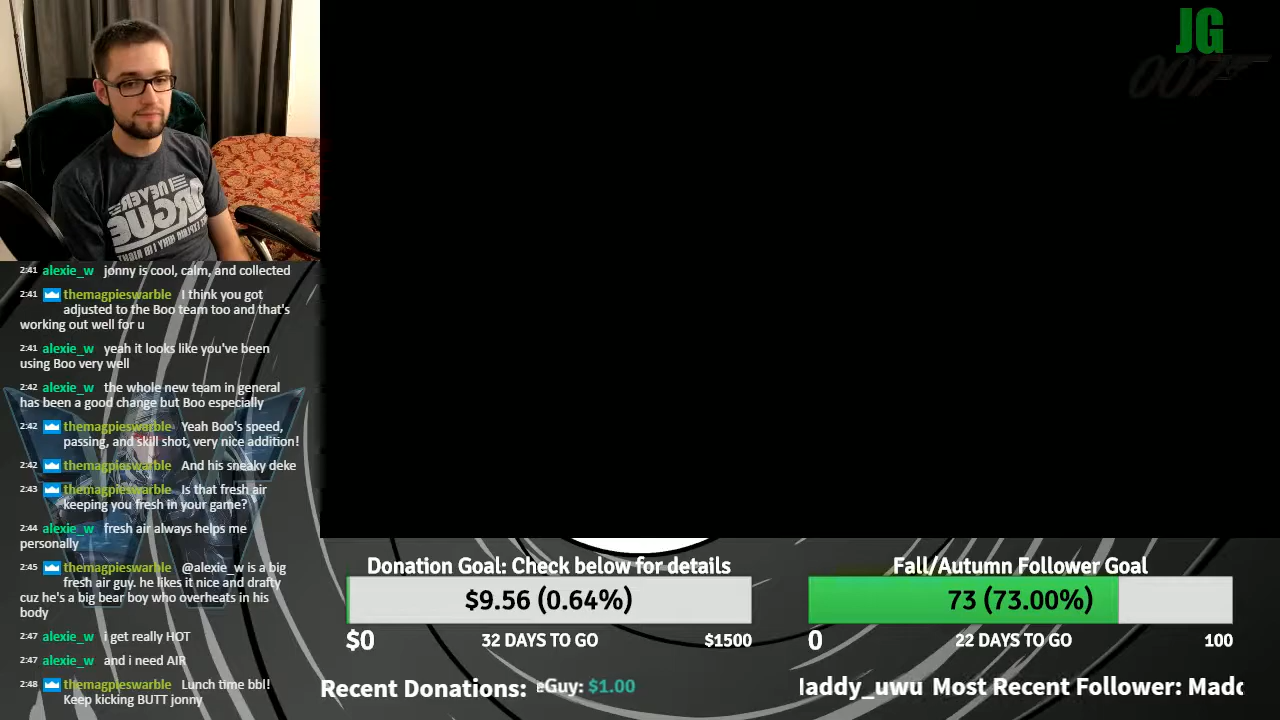 JG
007
I NEVER
ARGUE
2:41 alexie_w jonny is cool, calm, and collected
2:41 themagpieswarble I think you got
adjusted to the Boo team too and that's
working out well for u
2:41 alexie_w yeah it looks like you've been
using Boo very well
2:42 alexie_w the whole new team in general
has been a good change but Boo especially
2:42 themagpieswarble Yeah Boo's speed,
passing, and skill shot, very nice addition!
2:42 themagpieswarble And his sneaky deke
2:43 themagpieswarble Is that fresh air
keeping you fresh in your game?
2:44 alexie_w fresh air always helps me
personally
2:45 themagpieswarble @alexie_w is a big
fresh air guy. he likes it nice and drafty
cuz he's a big bear boy who overheats in his
body
2:47 alexie_w i get really HOT
2:47 alexie_w and i need AIR
2:48 themagpieswarble Lunch time bbl!
Keep kicking BUTT jonny
Donation Goal: Check below for details
$9.56 (0.64%)
$0 32 DAYS TO GO $1500
Fall/Autumn Follower Goal
73 (73.00%)
0 22 DAYS TO GO 100
Recent Donations: eGuy: $1.00
addy_uwu Most Recent Follower: Madd